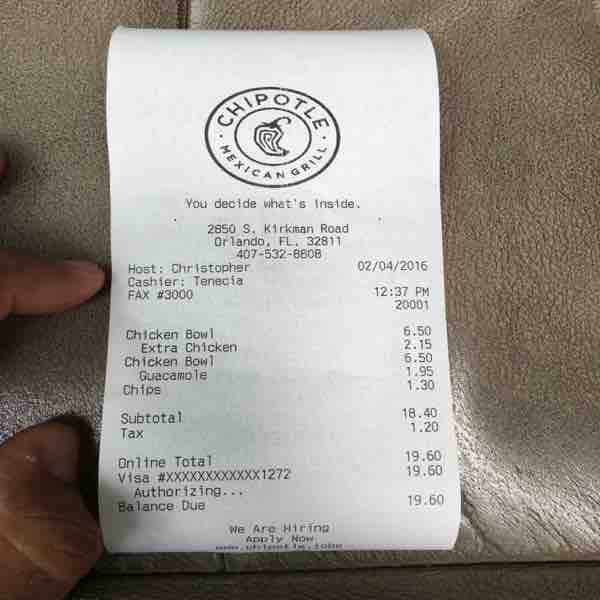 CHIPOTLE
MEXICAN GRILL
You decide what's inside.
2850 S. Kirkman Road
Orlando, FL. 32811
407-532-8808
Host: Christopher 02/04/2016
Cashier: Tenecia
FAX #3000 12:37 PM
20001
Chicken Bowl 6.50
Extra Chicken 2.15
Chicken Bowl 6.50
Guacamole 1.95
Chips 1.30
Subtotal 18.40
Tax 1.20
Online Total 19.60
Visa #XXXXXXXXXXXX1272 19.60
Authorizing...
Balance Due 19.60
We Are Hiring
Apply Now
www.chipotle.jobs